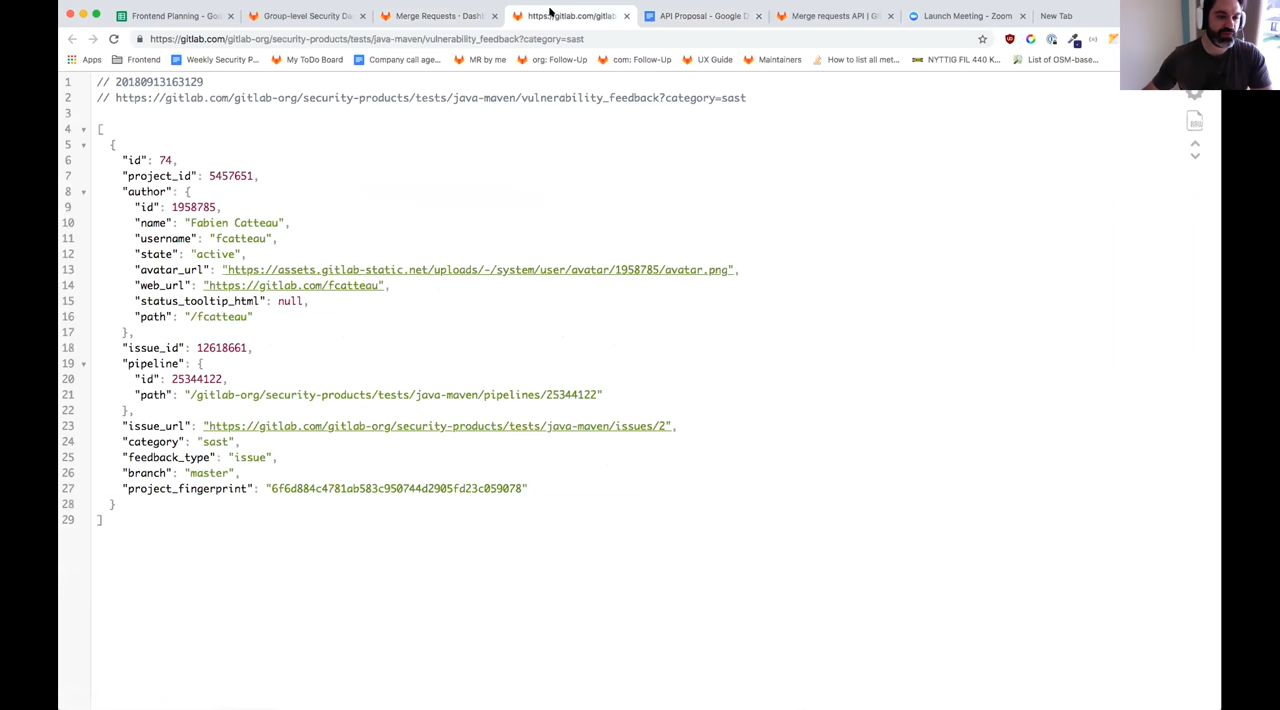 Frontend Planning - Goo
Group-level Security Da
Merge Requests · Dashb
https://gitlab.com/gitlab
API Proposal - Google D
Merge requests API | Git
Launch Meeting - Zoom
New Tab
https://gitlab.com/gitlab-org/security-products/tests/java-maven/vulnerability_feedback?category=sast
Apps
Frontend
Weekly Security P...
My ToDo Board
Company call age...
MR by me
org: Follow-Up
com: Follow-Up
UX Guide
Maintainers
How to list all met...
NYTTIG FIL 440 K...
List of OSM-base...
1 // 20180913163129
2 // https://gitlab.com/gitlab-org/security-products/tests/java-maven/vulnerability_feedback?category=sast
3
4 [
5 {
6 "id": 74,
7 "project_id": 5457651,
8 "author": {
9 "id": 1958785,
10 "name": "Fabien Catteau",
11 "username": "fcatteau",
12 "state": "active",
13 "avatar_url": "https://assets.gitlab-static.net/uploads/-/system/user/avatar/1958785/avatar.png",
14 "web_url": "https://gitlab.com/fcatteau",
15 "status_tooltip_html": null,
16 "path": "/fcatteau"
17 },
18 "issue_id": 12618661,
19 "pipeline": {
20 "id": 25344122,
21 "path": "/gitlab-org/security-products/tests/java-maven/pipelines/25344122"
22 },
23 "issue_url": "https://gitlab.com/gitlab-org/security-products/tests/java-maven/issues/2",
24 "category": "sast",
25 "feedback_type": "issue",
26 "branch": "master",
27 "project_fingerprint": "6f6d884c4781ab583c950744d2905fd23c059078"
28 }
29 ]
RAW